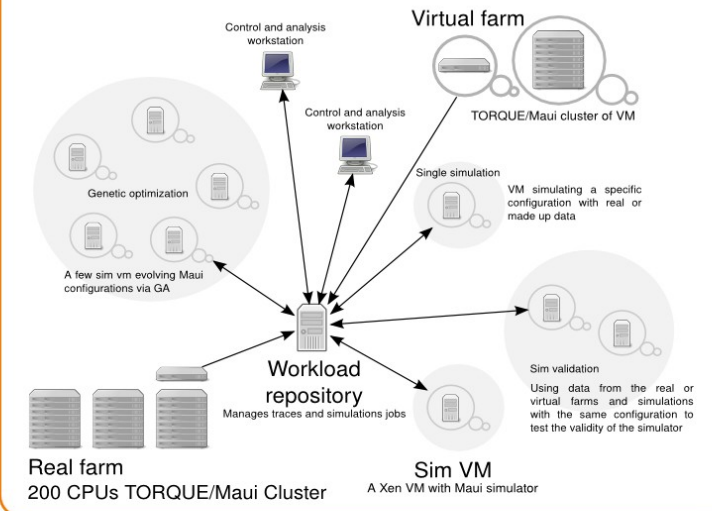 Virtual farm
Control and analysis
workstation
TORQUE/Maui cluster of VM
Control and analysis
workstation
Single simulation
VM simulating a specific
configuration with real or
made up data
Genetic optimization
A few sim vm evolving Maui
configurations via GA
Workload
repository
Manages traces and simulations jobs
Sim validation
Using data from the real or
virtual farms and simulations
with the same configuration to
test the validity of the simulator
Real farm
200 CPUs TORQUE/Maui Cluster
Sim VM
A Xen VM with Maui simulator